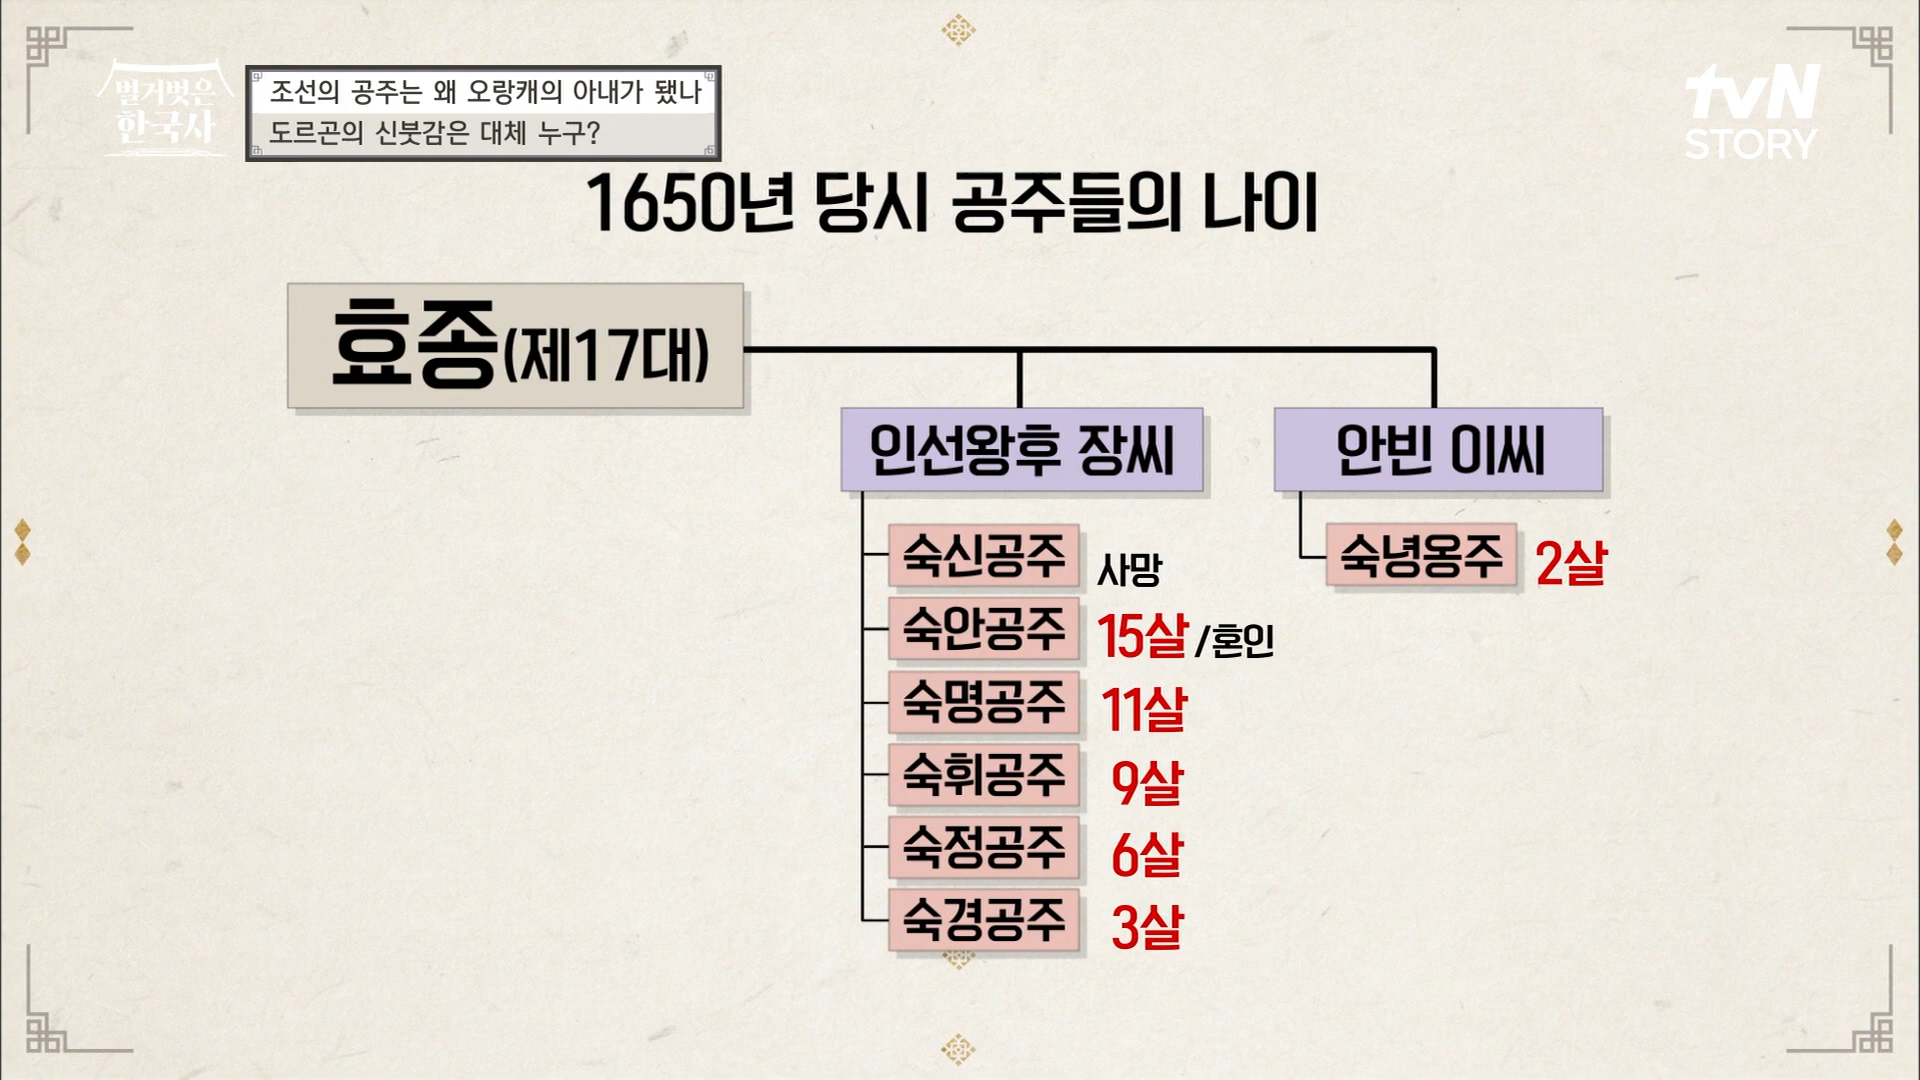 벌거벗은
한국사
조선의 공주는 왜 오랑캐의 아내가 됐나
도르곤의 신붓감은 대체 누구?
tvN
STORY
1650년 당시 공주들의 나이
효종(제17대)
인선왕후 장씨
숙신공주 사망
숙안공주 15살/혼인
숙명공주 11살
숙휘공주 9살
숙정공주 6살
숙경공주 3살
안빈 이씨
숙녕옹주 2살